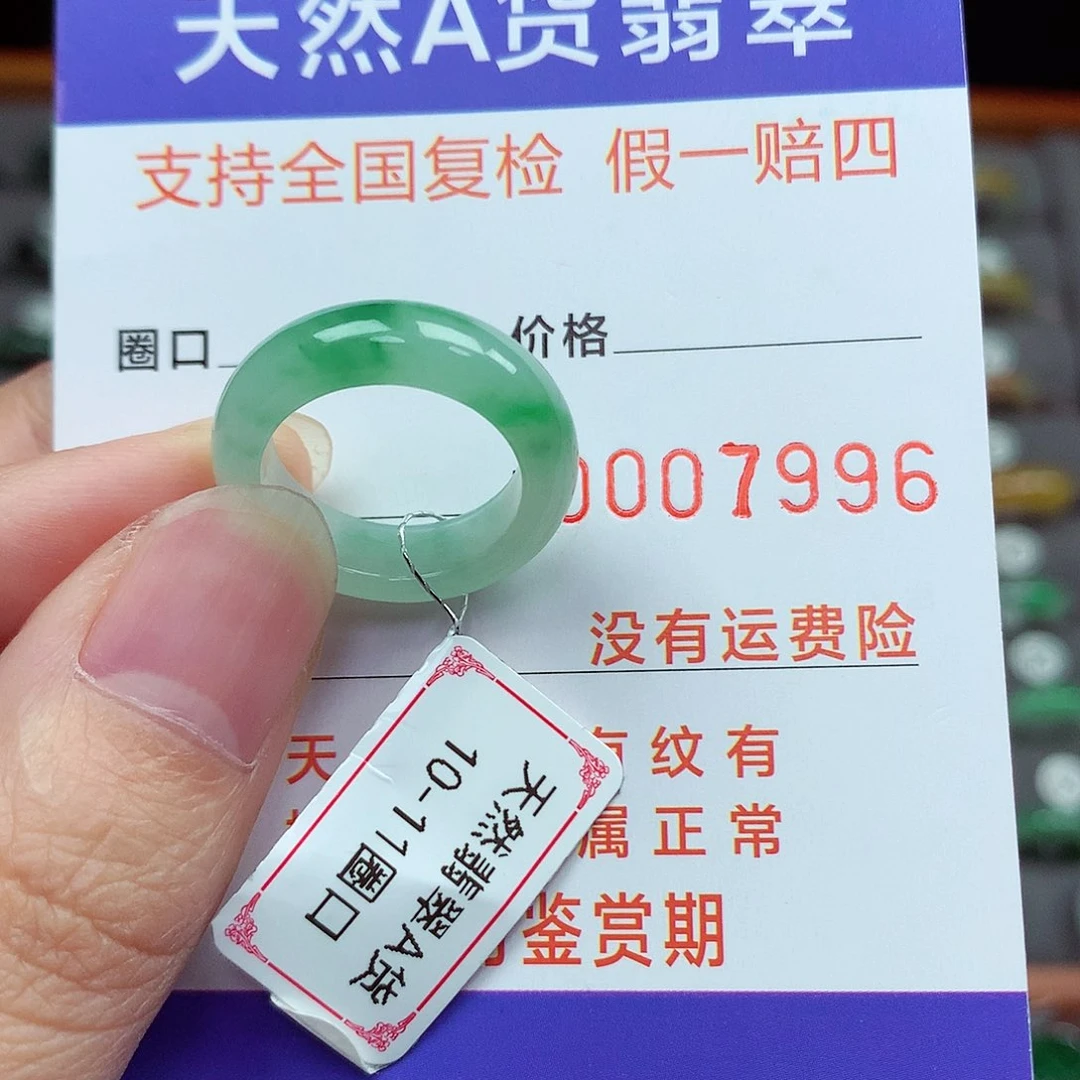 天然A货翡翠
支持全国复检 假一赔四
圈口 价格
0007996
没有运费险
天 有纹有
属正常
鉴赏期
天然翡翠A货
10-11圈口